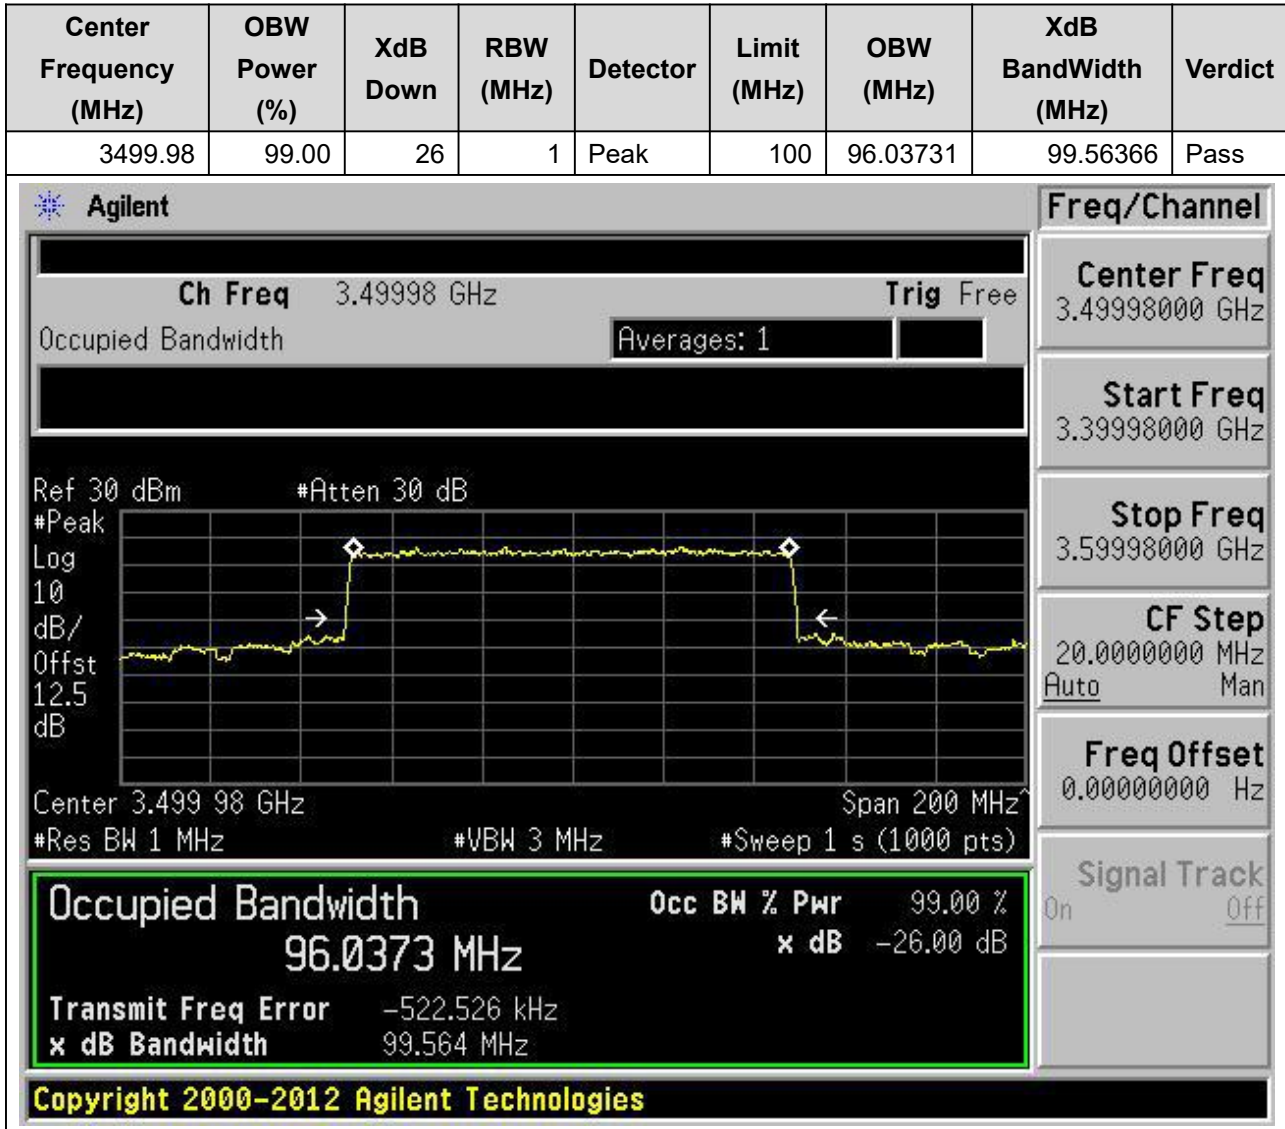 Center Frequency (MHz) OBW Power (%) XdB Down RBW (MHz) Detector Limit (MHz) OBW (MHz) XdB BandWidth (MHz) Verdict
3499.98 99.00 26 1 Peak 100 96.03731 99.56366 Pass
Agilent
Freq/Channel
Ch Freq 3.49998 GHz Trig Free
Occupied Bandwidth Averages: 1
Center Freq
3.49998000 GHz
Start Freq
3.39998000 GHz
Stop Freq
3.59998000 GHz
CF Step
20.0000000 MHz
Auto Man
Freq Offset
0.00000000 Hz
Signal Track
On Off
Ref 30 dBm #Atten 30 dB
#Peak
Log
10
dB/
Offst
12.5
dB
Center 3.499 98 GHz Span 200 MHz^
#Res BW 1 MHz #VBW 3 MHz #Sweep 1 s (1000 pts)
Occupied Bandwidth Occ BW % Pwr 99.00 %
96.0373 MHz x dB -26.00 dB
Transmit Freq Error -522.526 kHz
x dB Bandwidth 99.564 MHz
Copyright 2000-2012 Agilent Technologies